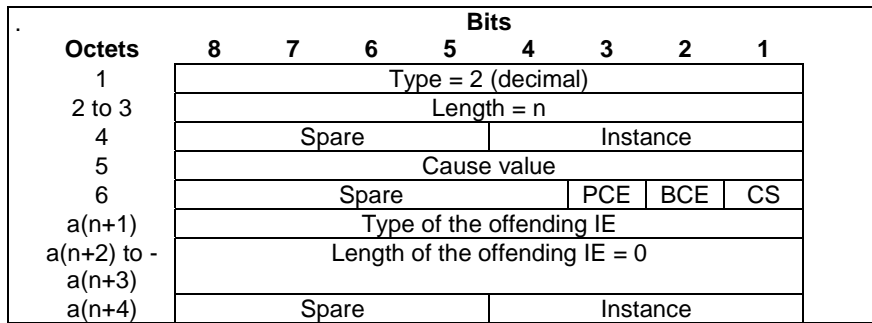 .
Bits
Octets 8 7 6 5 4 3 2 1
1 Type = 2 (decimal)
2 to 3 Length = n
4 Spare Instance
5 Cause value
6 Spare PCE BCE CS
a(n+1) Type of the offending IE
a(n+2) to - Length of the offending IE = 0
a(n+3)
a(n+4) Spare Instance